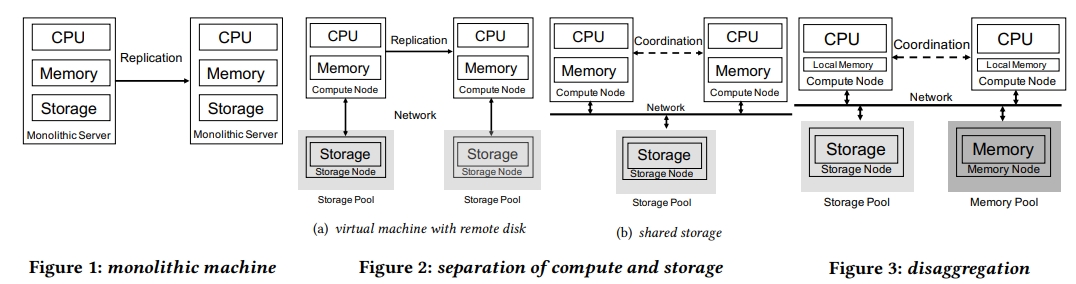 CPU
Memory
Storage
Monolithic Server
Replication
CPU
Memory
Storage
Monolithic Server
Figure 1: monolithic machine
CPU
Memory
Compute Node
Replication
CPU
Memory
Compute Node
Network
Storage
Storage Node
Storage Pool
Storage
Storage Node
Storage Pool
(a) virtual machine with remote disk
CPU
Memory
Compute Node
Coordination
CPU
Memory
Compute Node
Network
Storage
Storage Node
Storage Pool
(b) shared storage
Figure 2: separation of compute and storage
CPU
Local Memory
Compute Node
Coordination
CPU
Local Memory
Compute Node
Network
Storage
Storage Node
Storage Pool
Memory
Memory Node
Memory Pool
Figure 3: disaggregation